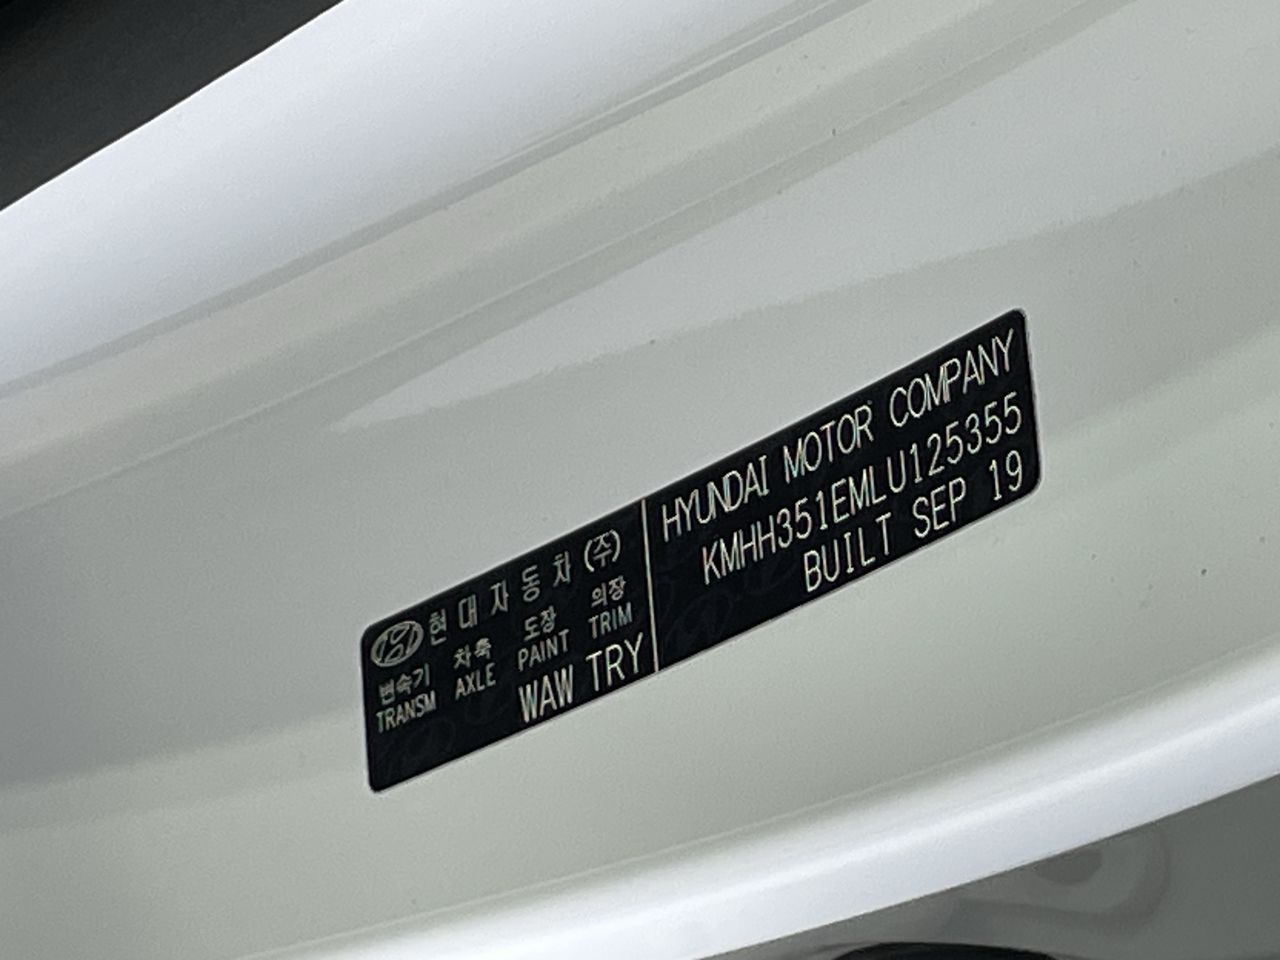 현대자동차(주)
변속기 차축 도장 의장
TRANSM AXLE PAINT TRIM
WAW TRY
HYUNDAI MOTOR COMPANY
KMHH351EMLU125355
BUILT SEP 19